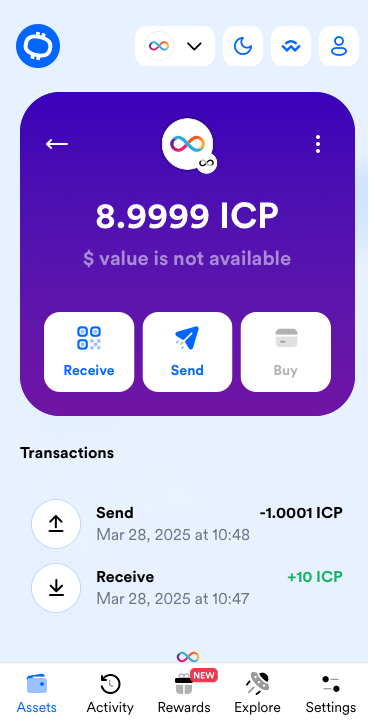 8.9999 ICP
$ value is not available
Receive
Send
Buy
Transactions
Send
-1.0001 ICP
Mar 28, 2025 at 10:48
Receive
+10 ICP
Mar 28, 2025 at 10:47
NEW
Assets
Activity
Rewards
Explore
Settings